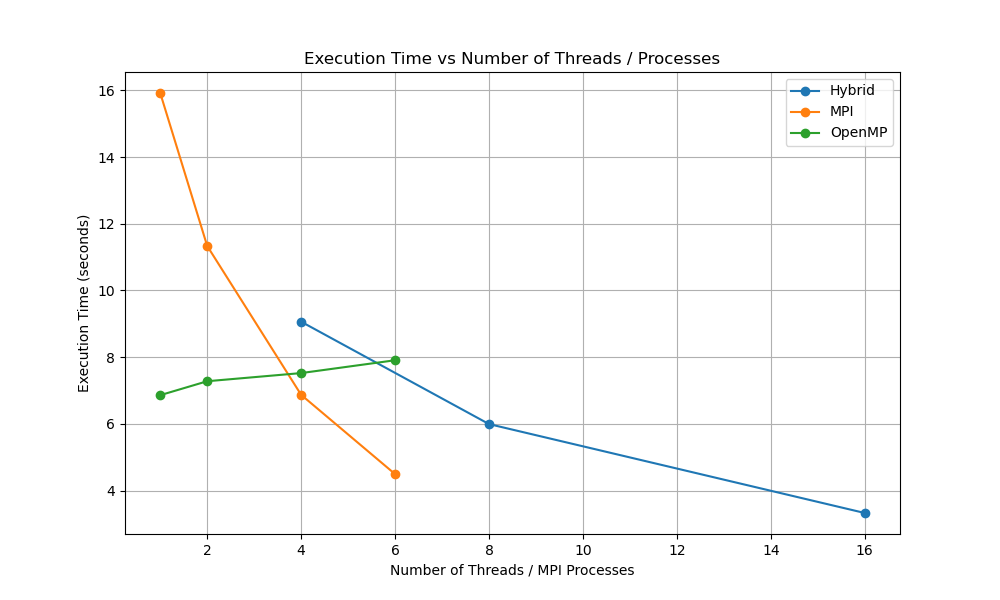 Execution Time vs Number of Threads / Processes
Hybrid
MPI
OpenMP
Execution Time (seconds)
16
14
12
10
8
6
4
2 4 6 8 10 12 14 16
Number of Threads / MPI Processes